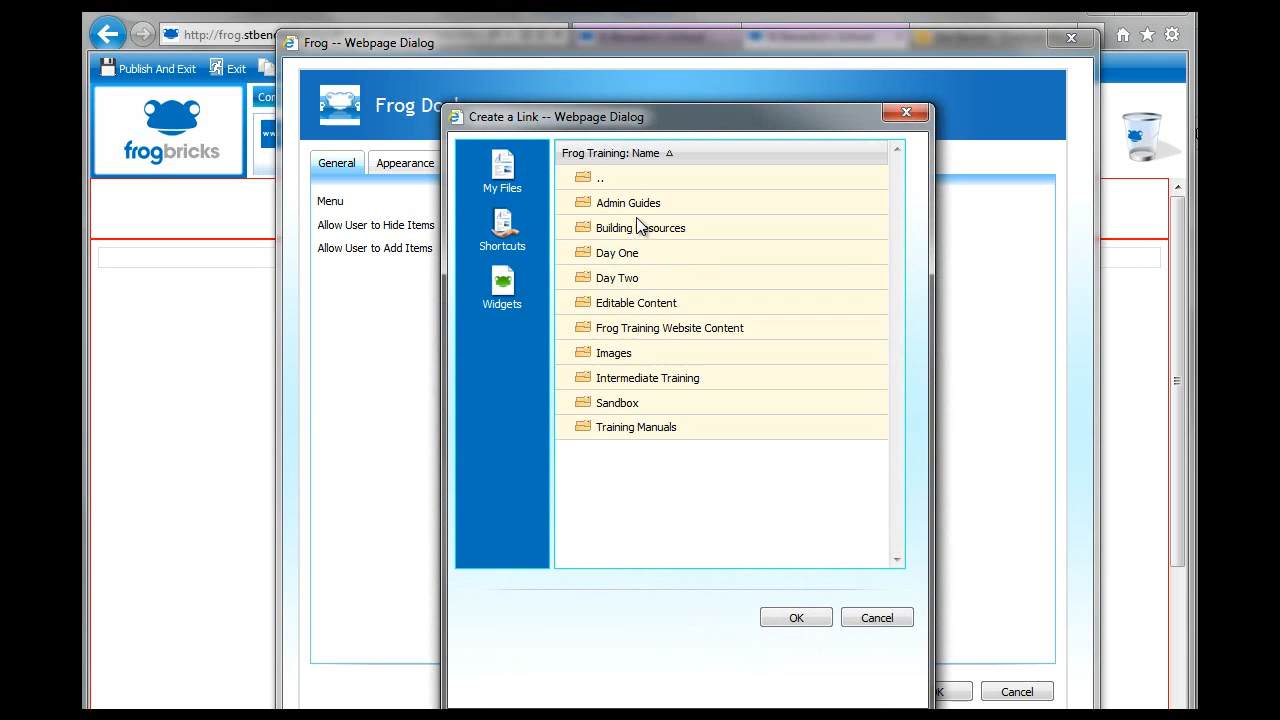 http://frog.stben
Frog -- Webpage Dialog
Publish And Exit
Exit
frogbricks
Frog Do
Create a Link -- Webpage Dialog
General
Appearance
Menu
Allow User to Hide Items
Allow User to Add Items
My Files
Shortcuts
Widgets
Frog Training: Name
..
Admin Guides
Building
Day One
Day Two
Editable Content
Frog Training Website Content
Images
Intermediate Training
Sandbox
Training Manuals
OK
Cancel
Cancel